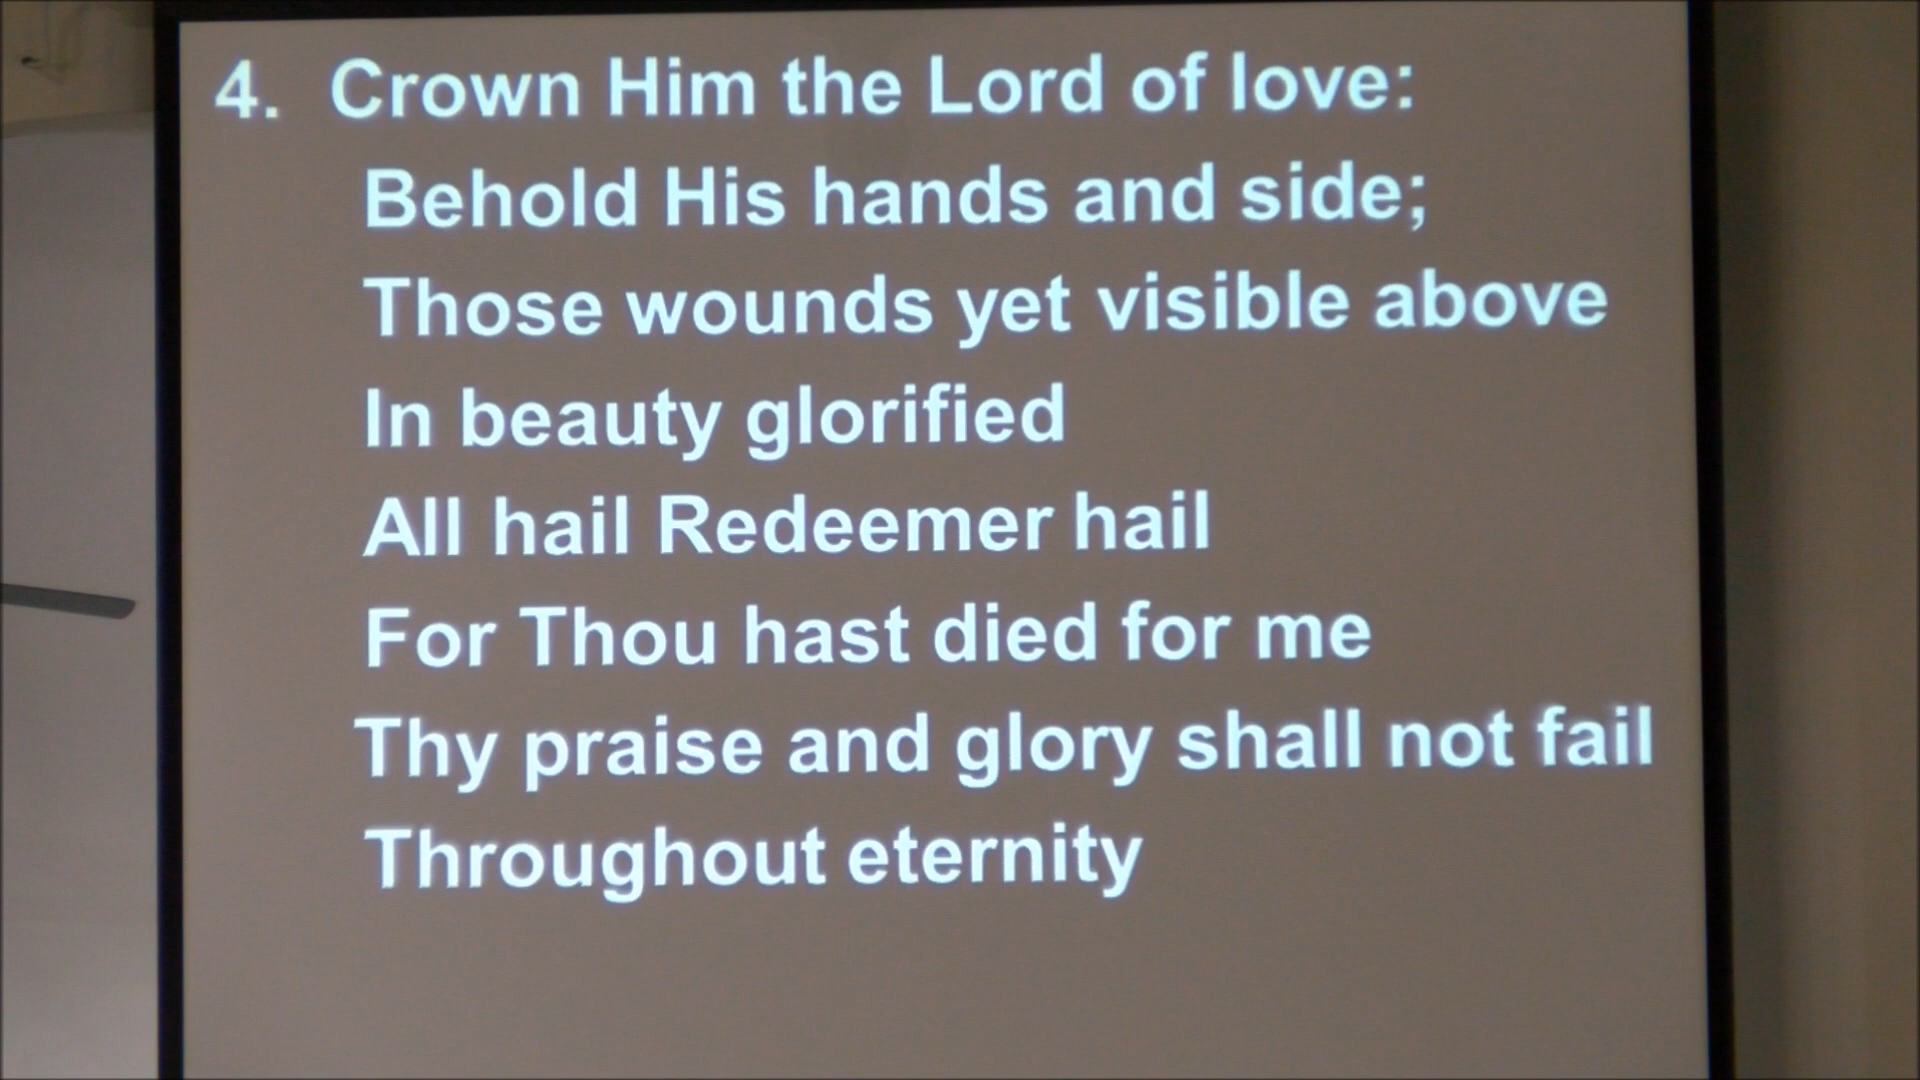 4. Crown Him the Lord of love:
Behold His hands and side;
Those wounds yet visible above
In beauty glorified
All hail Redeemer hail
For Thou hast died for me
Thy praise and glory shall not fail
Throughout eternity